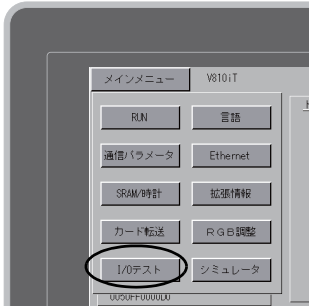 メインメニュー V810iT
RUN 言語
通信パラメータ Ethernet
SRAM/時計 拡張情報
カード転送 RGB調整
I/Oテスト シミュレータ